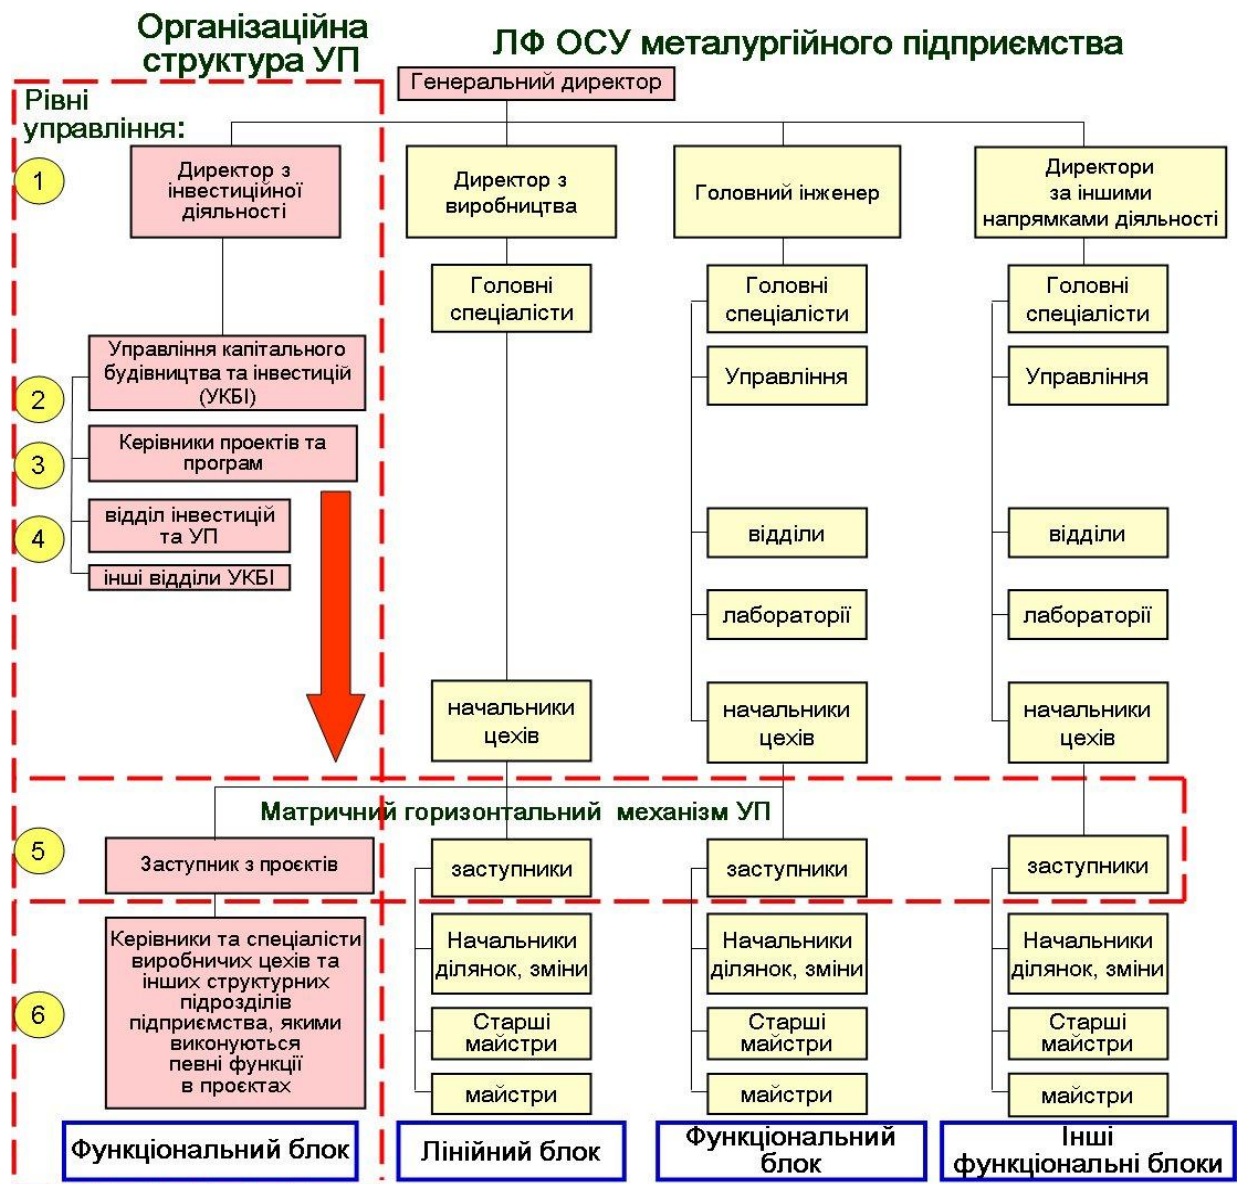 Організаційна
структура УП
ЛФ ОСУ металургійного підприємства
Генеральний директор
Рівні
управління:
1
Директор з
інвестиційної
діяльності
Директор з
виробництва
Головний інженер
Директори
за іншими
напрямками діяльності
Головні
спеціалісти
Головні
спеціалісти
Головні
спеціалісти
2
Управління капітального
будівництва та інвестицій
(УКБІ)
Управління
Управління
3
Керівники проектів та
програм
4
відділ інвестицій
та УП
інші відділи УКБІ
відділи
відділи
лабораторії
лабораторії
начальники
цехів
начальники
цехів
начальники
цехів
Матричний горизонтальний механізм УП
5
Заступник з проєктів
заступники
заступники
заступники
6
Керівники та спеціалісти
виробничих цехів та
інших структурних
підрозділів
підприємства, якими
виконуються
певні функції
в проєктах
Начальники
ділянок, зміни
Начальники
ділянок, зміни
Начальники
ділянок, зміни
Старші
майстри
Старші
майстри
Старші
майстри
майстри
майстри
майстри
Функціональний блок
Лінійний блок
Функціональний
блок
Інші
функціональні блоки